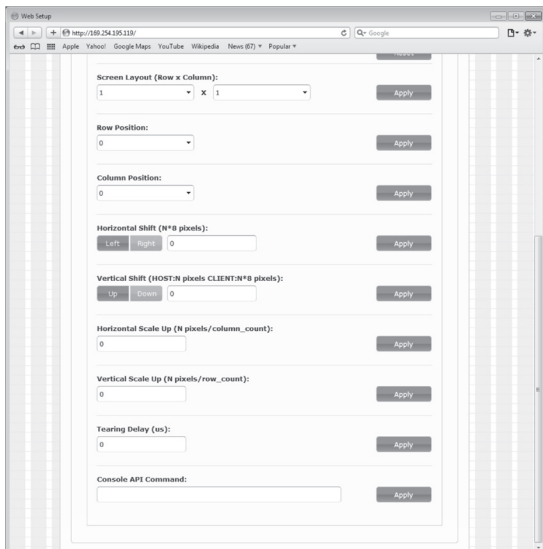 Web Setup
http://169.254.195.119/
Google
Apple Yahoo! Google Maps YouTube Wikipedia News (67) Popular
Screen Layout (Row x Column):
1 X 1 Apply
Row Position:
0 Apply
Column Position:
0 Apply
Horizontal Shift (N*8 pixels):
Left Right 0 Apply
Vertical Shift (HOST:N pixels CLIENT:N*8 pixels):
Up Down 0 Apply
Horizontal Scale Up (N pixels/column_count):
0 Apply
Vertical Scale Up (N pixels/row_count):
0 Apply
Tearing Delay (us):
0 Apply
Console API Command:
Apply